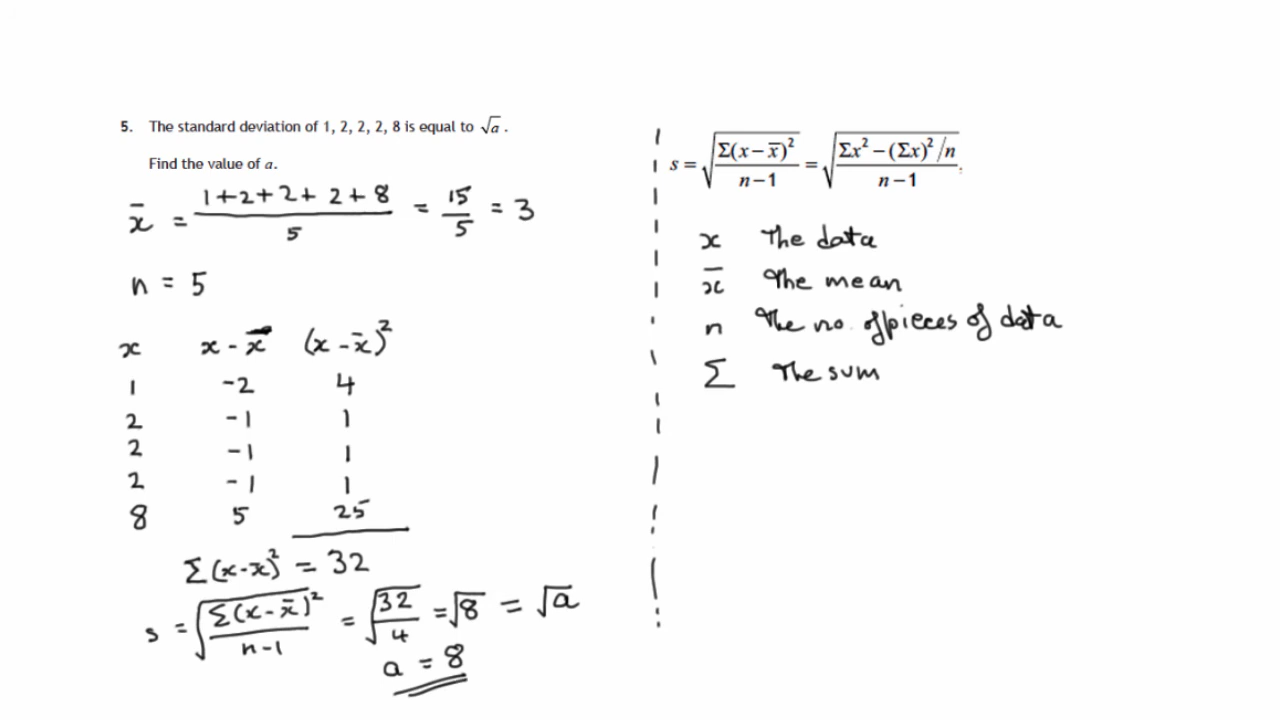 5. The standard deviation of 1, 2, 2, 2, 8 is equal to √a .
Find the value of a.
x̄ = (1+2+2+2+8)/5 = 15/5 = 3
n = 5
x x - x̄ (x - x̄)²
1 -2 4
2 -1 1
2 -1 1
2 -1 1
8 5 25
Σ(x-x̄)² = 32
s = √(Σ(x-x̄)²/(n-1)) = √(32/4) = √8 = √a
a = 8
s = √(Σ(x-x̄)²/(n-1)) = √((Σx²-(Σx)²/n)/(n-1)).
x The data
x̄ The mean
n The no. of pieces of data
Σ The sum